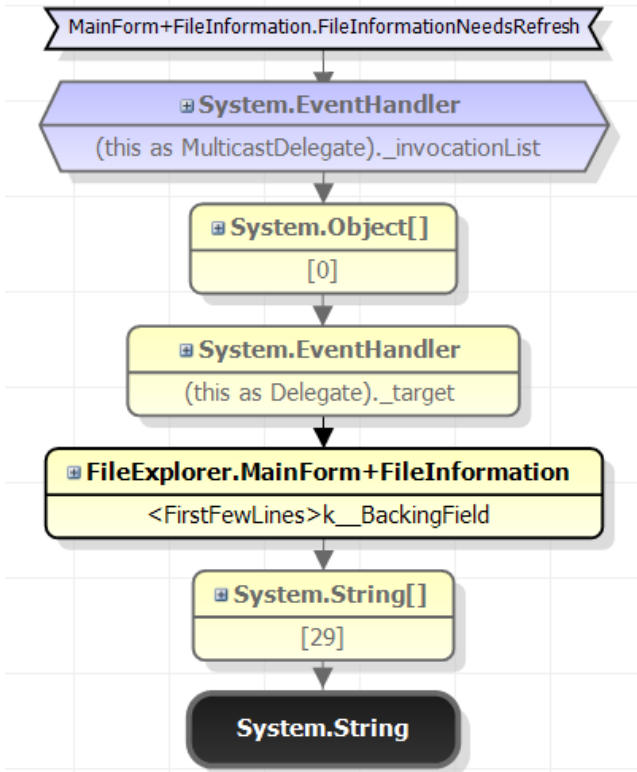 MainForm+FileInformation.FileInformationNeedsRefresh
System.EventHandler
(this as MulticastDelegate)._invocationList
System.Object[]
[0]
System.EventHandler
(this as Delegate)._target
FileExplorer.MainForm+FileInformation
<FirstFewLines>k__BackingField
System.String[]
[29]
System.String